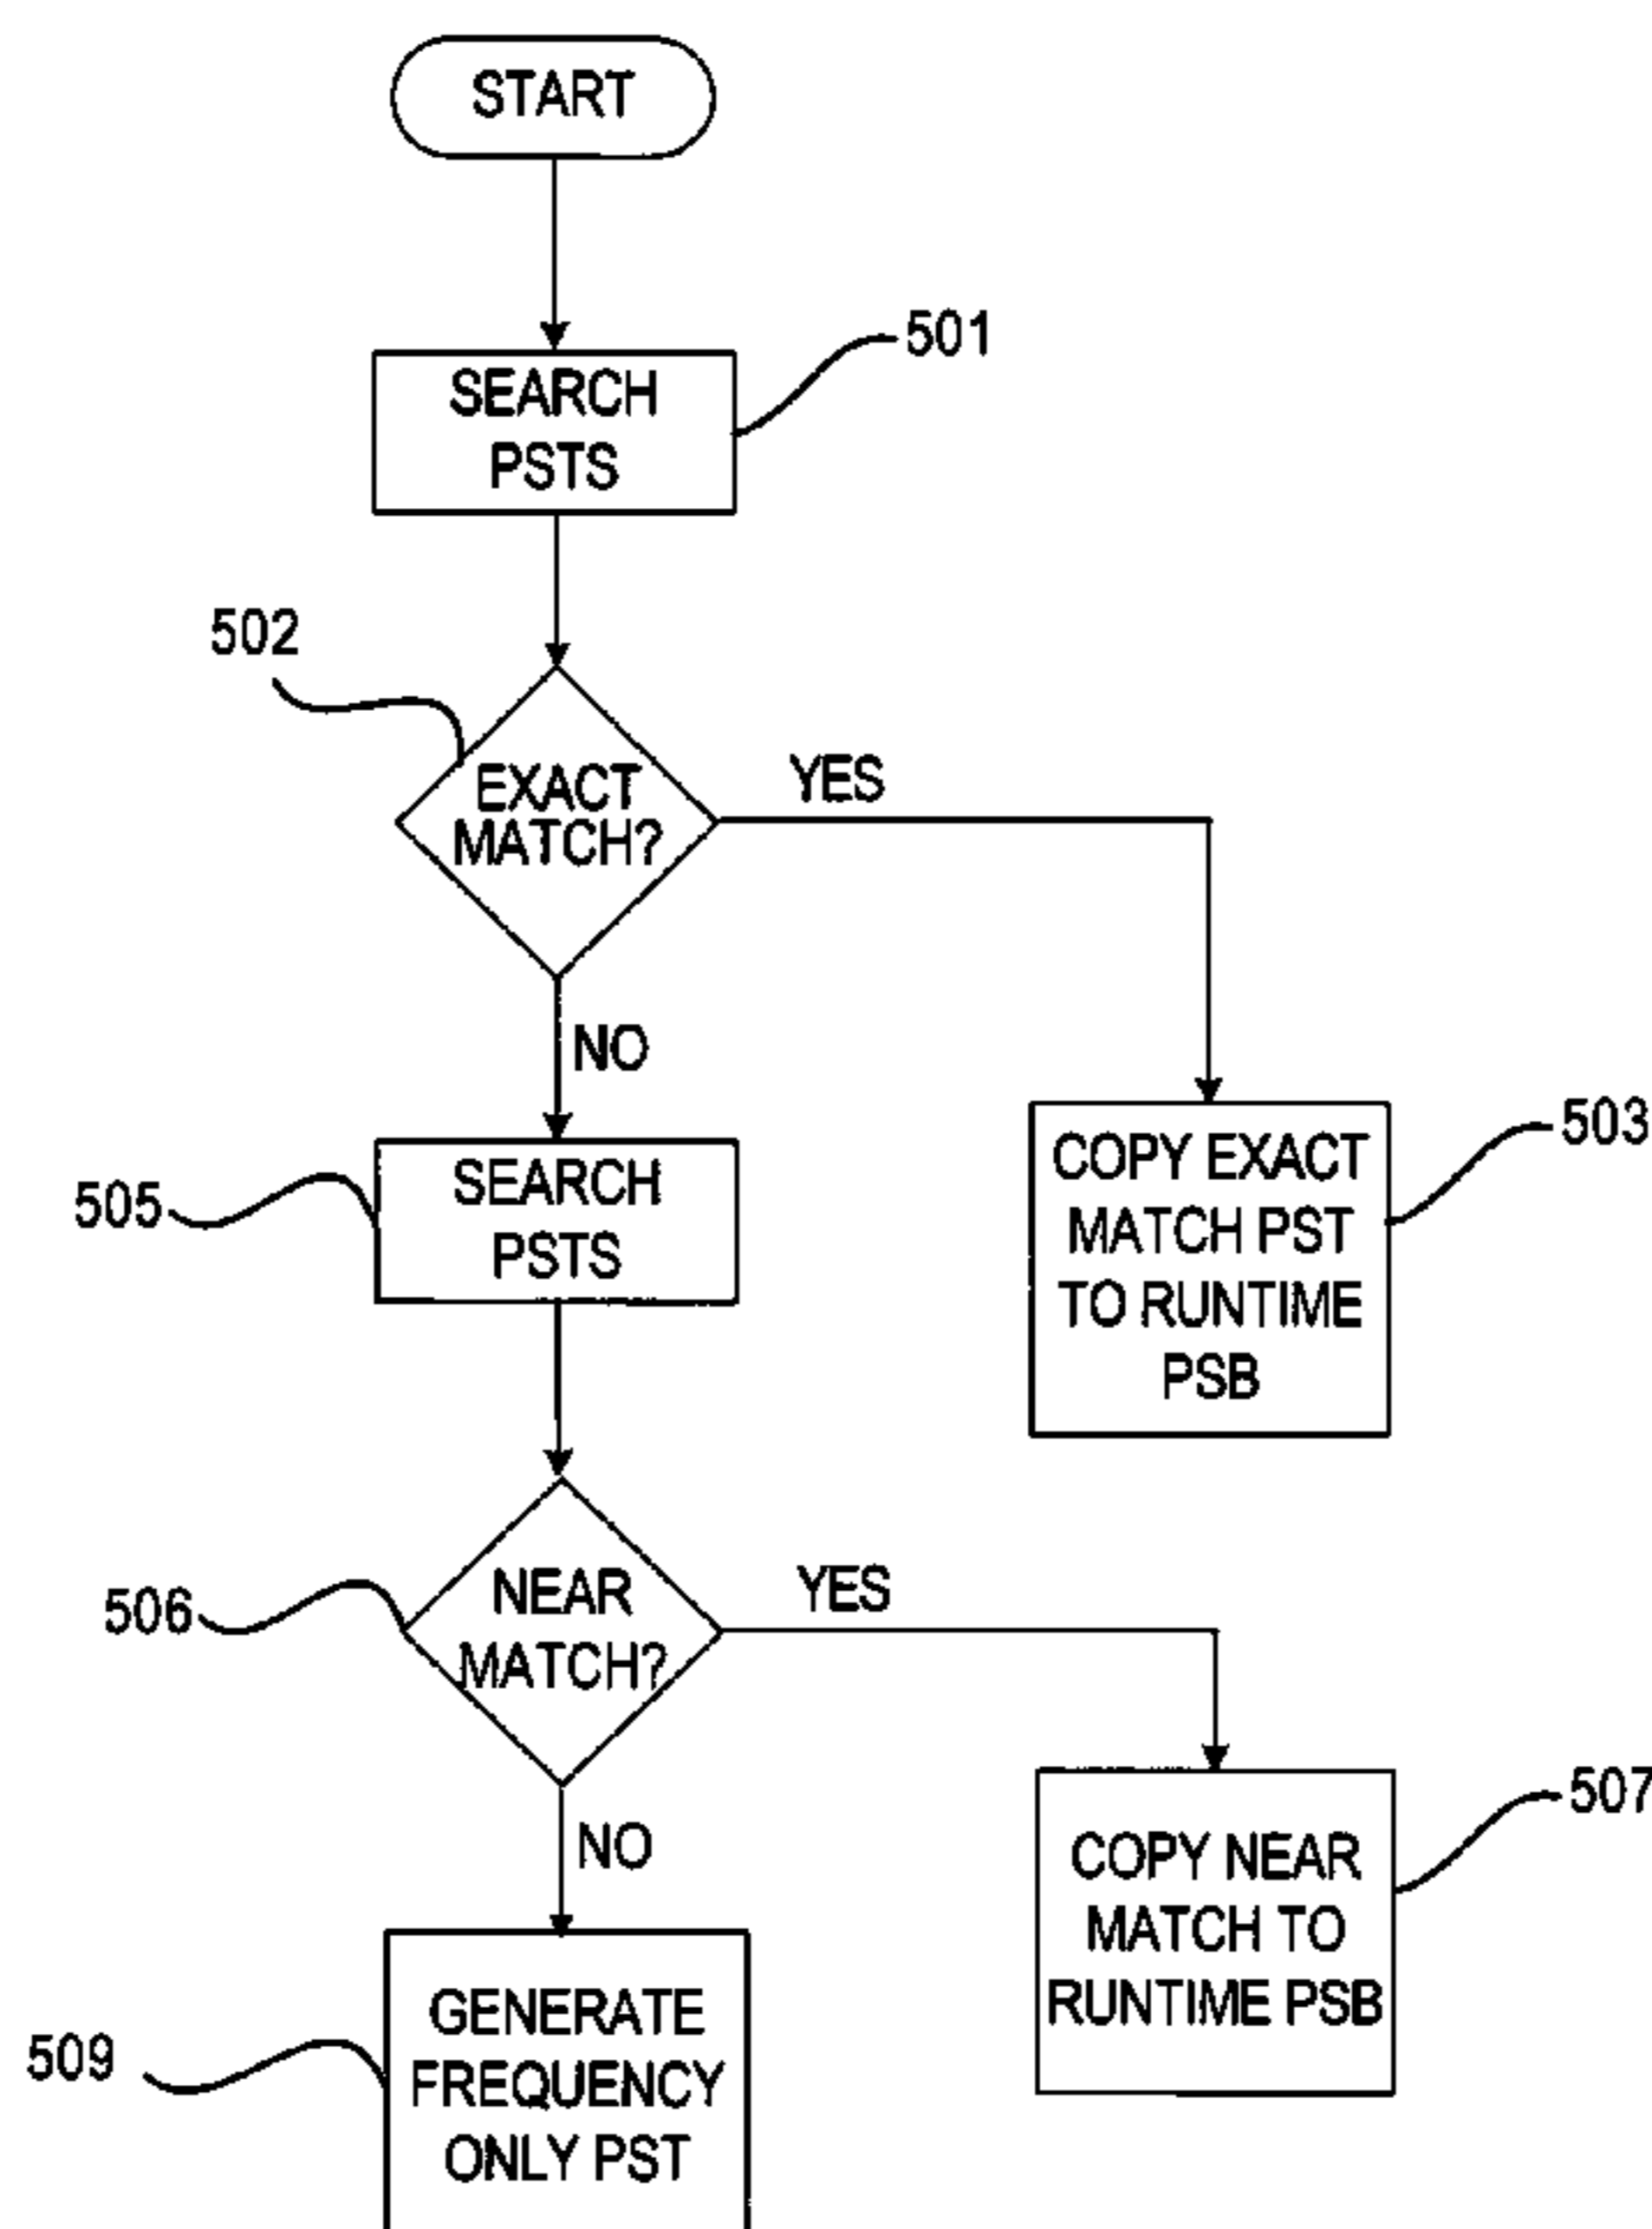 START
SEARCH
PSTS
501
502
EXACT
MATCH?
YES
NO
COPY EXACT
MATCH PST
TO RUNTIME
PSB
503
505
SEARCH
PSTS
506
NEAR
MATCH?
YES
NO
COPY NEAR
MATCH TO
RUNTIME PSB
507
509
GENERATE
FREQUENCY
ONLY PST